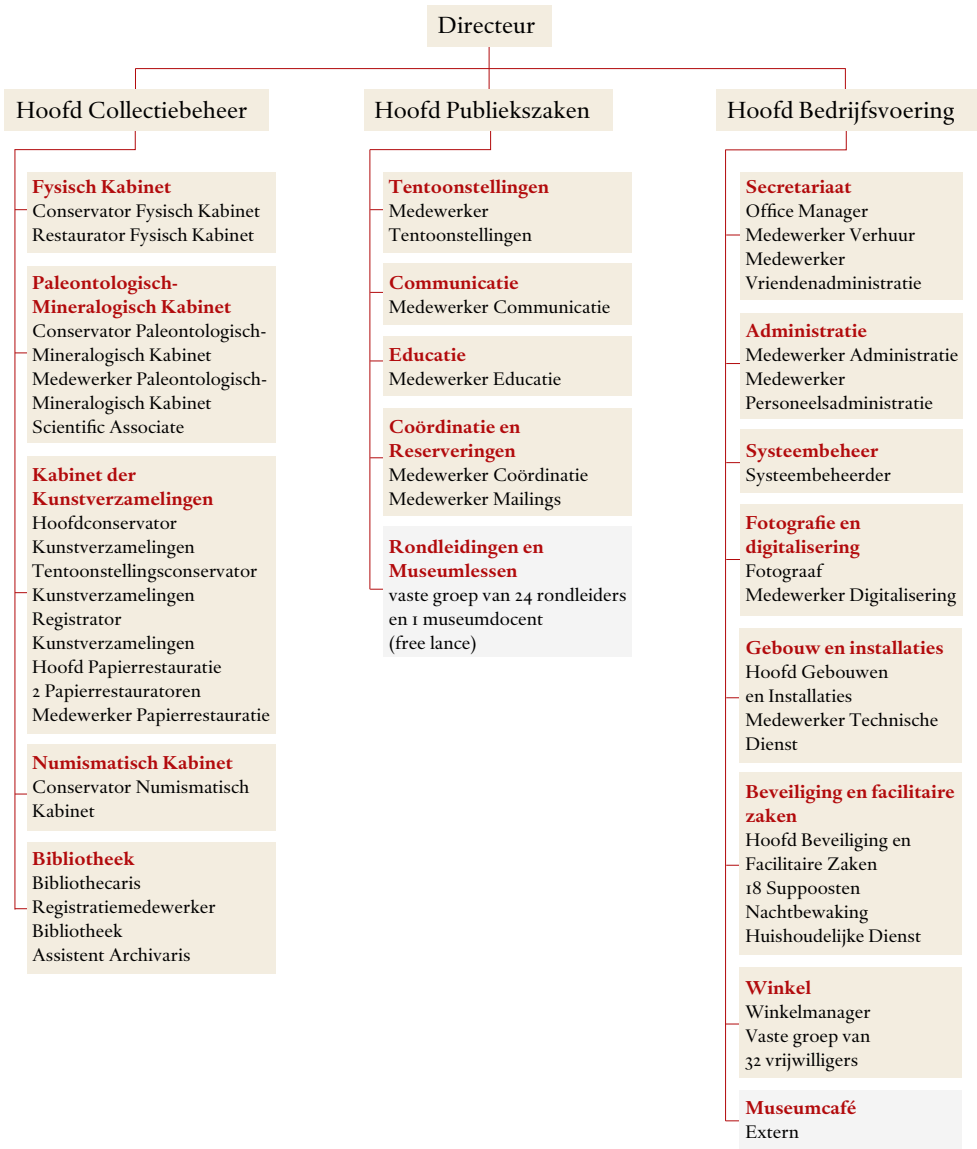 Directeur
Hoofd Collectiebeheer
Fysisch Kabinet
Conservator Fysisch Kabinet
Restaurator Fysisch Kabinet
Paleontologisch-
Mineralogisch Kabinet
Conservator Paleontologisch-
Mineralogisch Kabinet
Medewerker Paleontologisch-
Mineralogisch Kabinet
Scientific Associate
Kabinet der
Kunstverzamelingen
Hoofdconservator
Kunstverzamelingen
Tentoonstellingsconservator
Kunstverzamelingen
Registrator
Kunstverzamelingen
Hoofd Papierrestauratie
2 Papierrestauratoren
Medewerker Papierrestauratie
Numismatisch Kabinet
Conservator Numismatisch
Kabinet
Bibliotheek
Bibliothecaris
Registratiemedewerker
Bibliotheek
Assistent Archivaris
Hoofd Publiekszaken
Tentoonstellingen
Medewerker
Tentoonstellingen
Communicatie
Medewerker Communicatie
Educatie
Medewerker Educatie
Coördinatie en
Reserveringen
Medewerker Coördinatie
Medewerker Mailings
Rondleidingen en
Museumlessen
vaste groep van 24 rondleiders
en 1 museumdocent
(free lance)
Hoofd Bedrijfsvoering
Secretariaat
Office Manager
Medewerker Verhuur
Medewerker
Vriendenadministratie
Administratie
Medewerker Administratie
Medewerker
Personeelsadministratie
Systeembeheer
Systeembeheerder
Fotografie en
digitalisering
Fotograaf
Medewerker Digitalisering
Gebouw en installaties
Hoofd Gebouwen
en Installaties
Medewerker Technische
Dienst
Beveiliging en facilitaire
zaken
Hoofd Beveiliging en
Facilitaire Zaken
18 Suppoosten
Nachtbewaking
Huishoudelijke Dienst
Winkel
Winkelmanager
Vaste groep van
32 vrijwilligers
Museumcafé
Extern